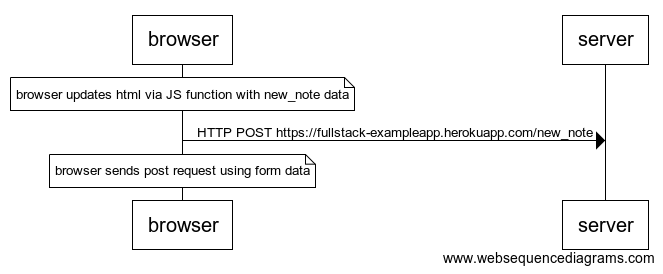 browser
server
browser updates html via JS function with new_note data
HTTP POST https://fullstack-exampleapp.herokuapp.com/new_note
browser sends post request using form data
browser
server
www.websequencediagrams.com